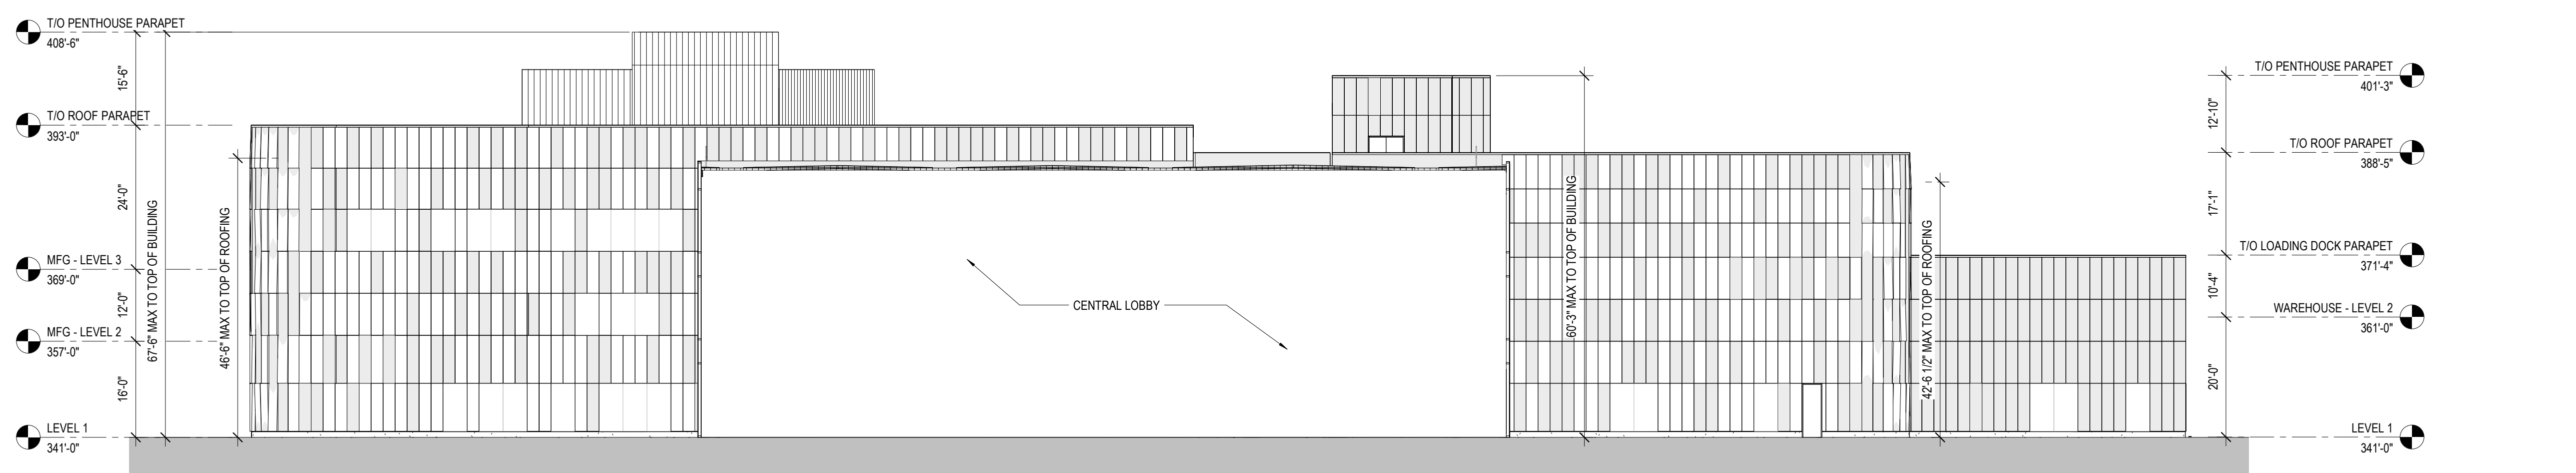 T/O PENTHOUSE PARAPET
408'-6"
15'-6"
T/O ROOF PARAPET
393'-0"
24'-0"
MFG - LEVEL 3
369'-0"
12'-0"
MFG - LEVEL 2
357'-0"
16'-0"
LEVEL 1
341'-0"
67'-6" MAX TO TOP OF BUILDING
46'-6" MAX TO TOP OF ROOFING
CENTRAL LOBBY
60'-3" MAX TO TOP OF BUILDING
42'-6 1/2" MAX TO TOP OF ROOFING
T/O PENTHOUSE PARAPET
401'-3"
12'-10"
T/O ROOF PARAPET
388'-5"
17'-1"
T/O LOADING DOCK PARAPET
371'-4"
10'-4"
WAREHOUSE - LEVEL 2
361'-0"
20'-0"
LEVEL 1
341'-0"